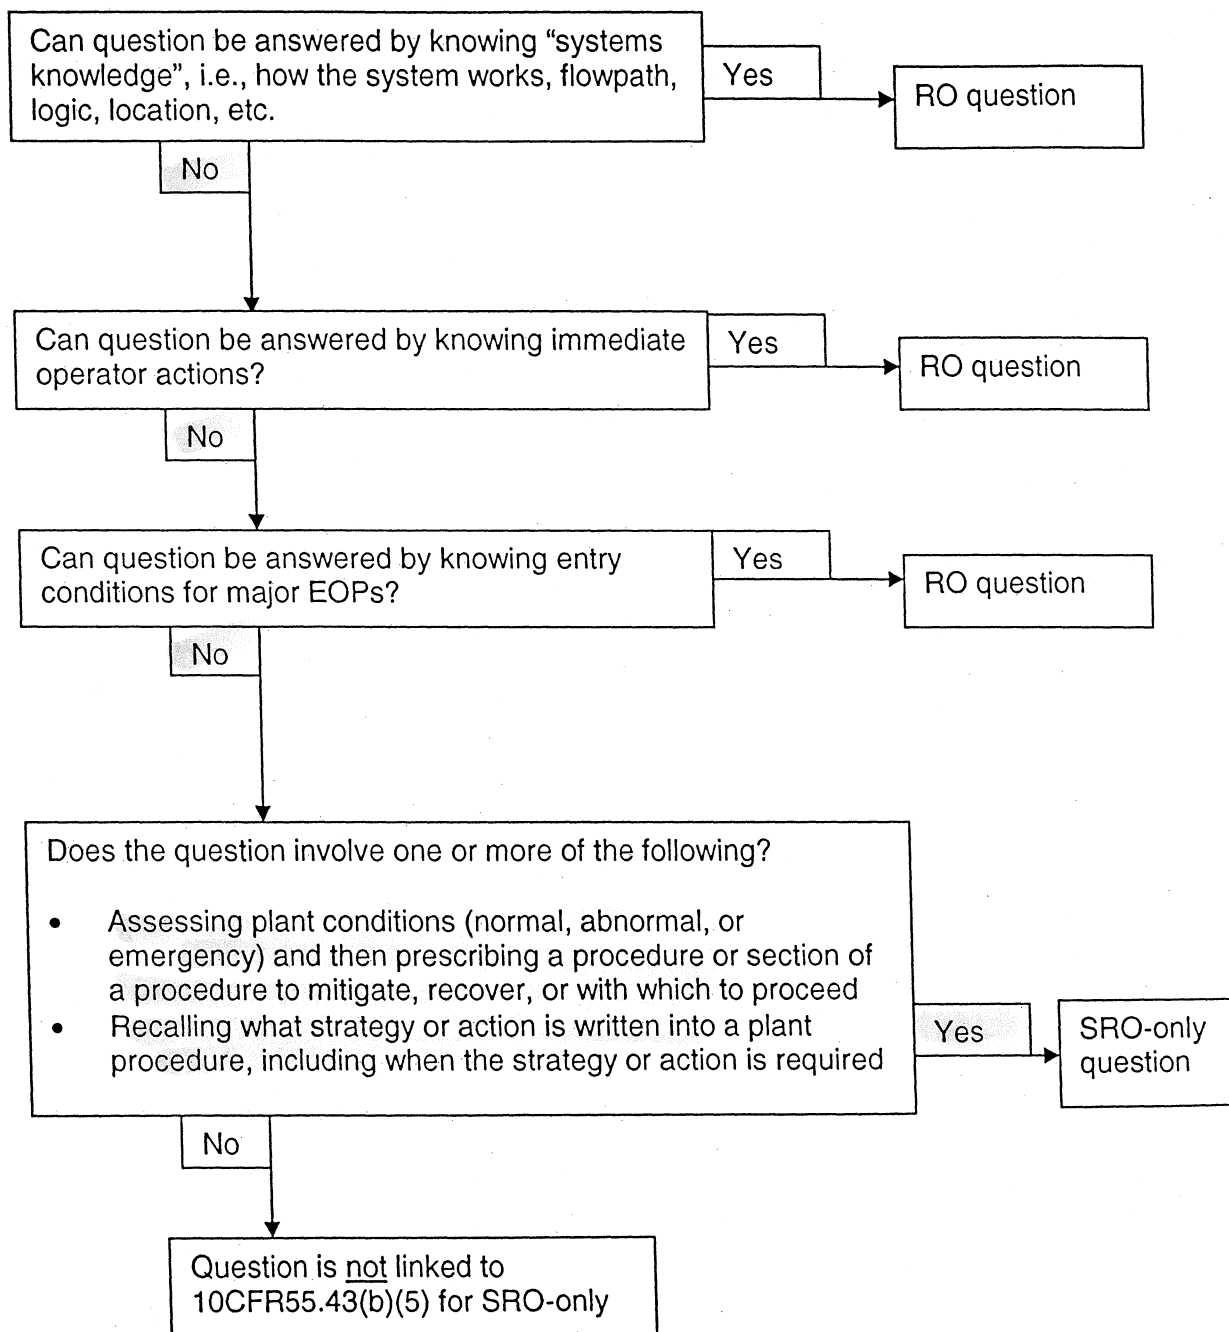 Can question be answered by knowing “systems
knowledge”, i.e., how the system works, flowpath,
logic, location, etc.
Yes
RO question
No
Can question be answered by knowing immediate
operator actions?
Yes
RO question
No
Can question be answered by knowing entry
conditions for major EOPs?
Yes
RO question
No
Does the question involve one or more of the following?
• Assessing plant conditions (normal, abnormal, or
emergency) and then prescribing a procedure or section of
a procedure to mitigate, recover, or with which to proceed
• Recalling what strategy or action is written into a plant
procedure, including when the strategy or action is required
Yes
SRO-only
question
No
Question is not linked to
10CFR55.43(b)(5) for SRO-only